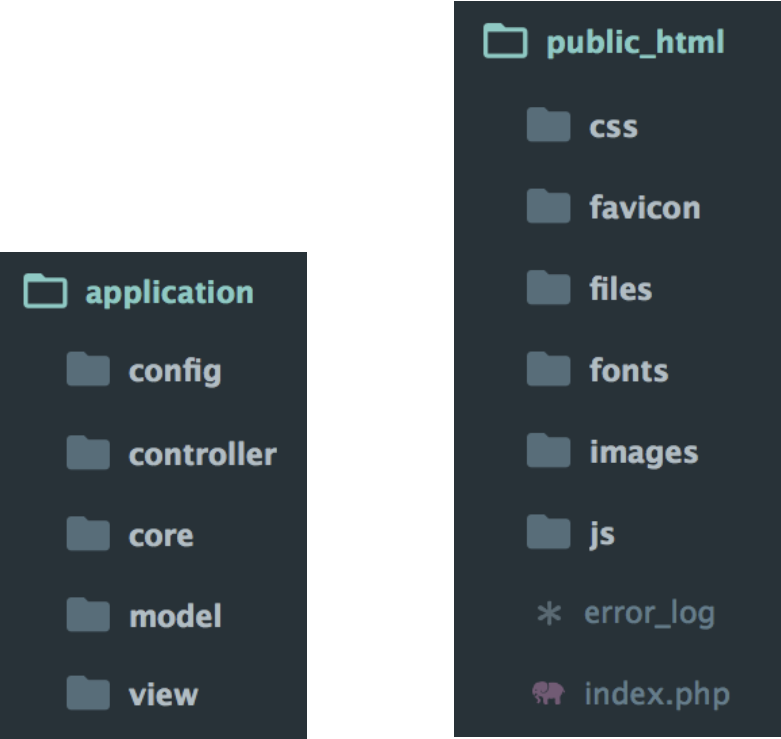 application
config
controller
core
model
view
public_html
css
favicon
files
fonts
images
js
error_log
index.php